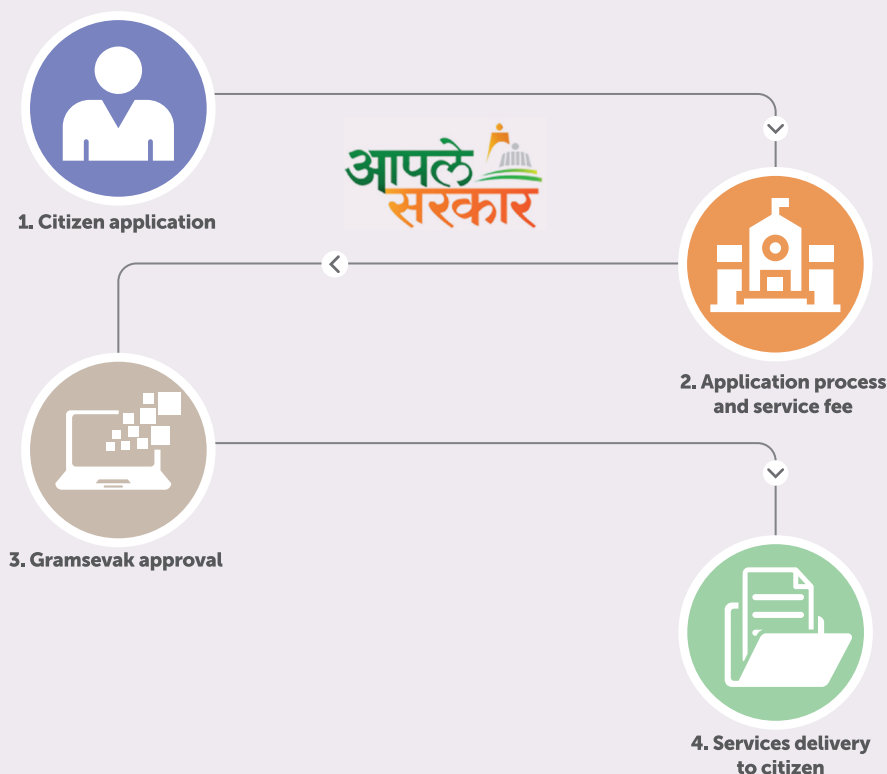 1. Citizen application
आपले
सरकार
2. Application process
and service fee
3. Gramsevak approval
4. Services delivery
to citizen